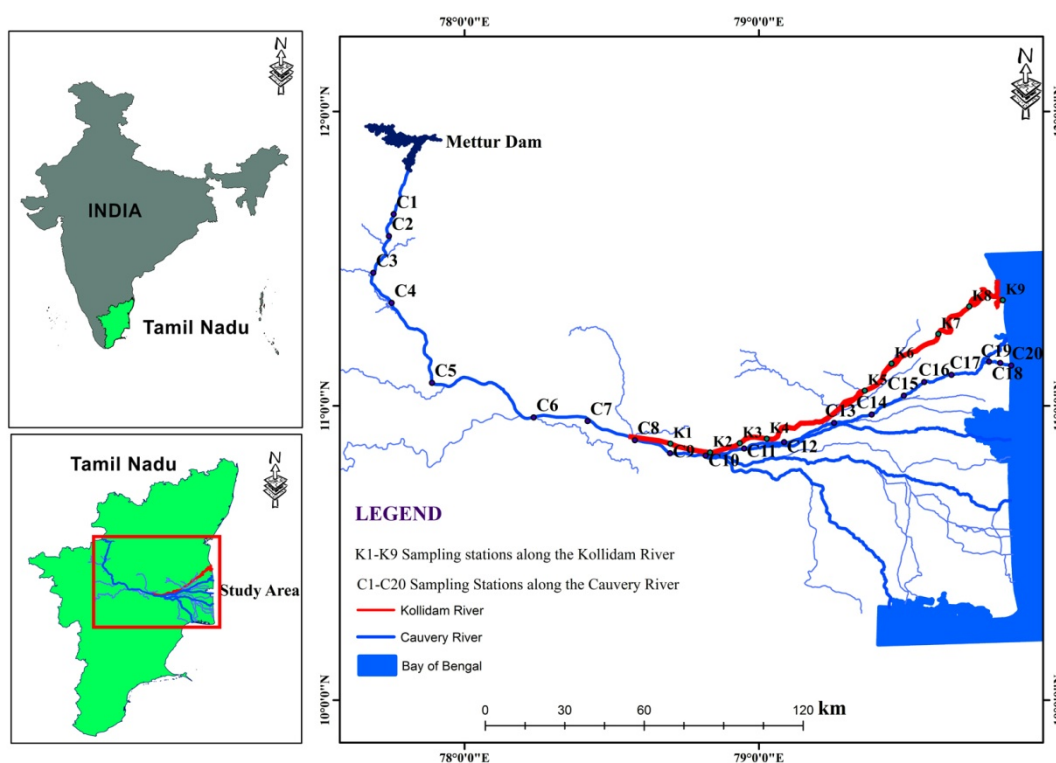 N
INDIA
Tamil Nadu
Tamil Nadu
N
Study Area
78°0'0"E
79°0'0"E
N
12°0'0"N
Mettur Dam
C1
C2
C3
C4
C5
C6
C7
C8
K1
C9
K2
C10
K3
C11
K4
C12
C13
K5
C14
C15
K6
C16
K7
C17
K8
K9
C19
C20
C18
11°0'0"N
11°0'0"N
LEGEND
K1-K9 Sampling stations along the Kollidam River
C1-C20 Sampling Stations along the Cauvery River
Kollidam River
Cauvery River
Bay of Bengal
10°0'0"N
0 30 60 90 120 km
78°0'0"E
79°0'0"E